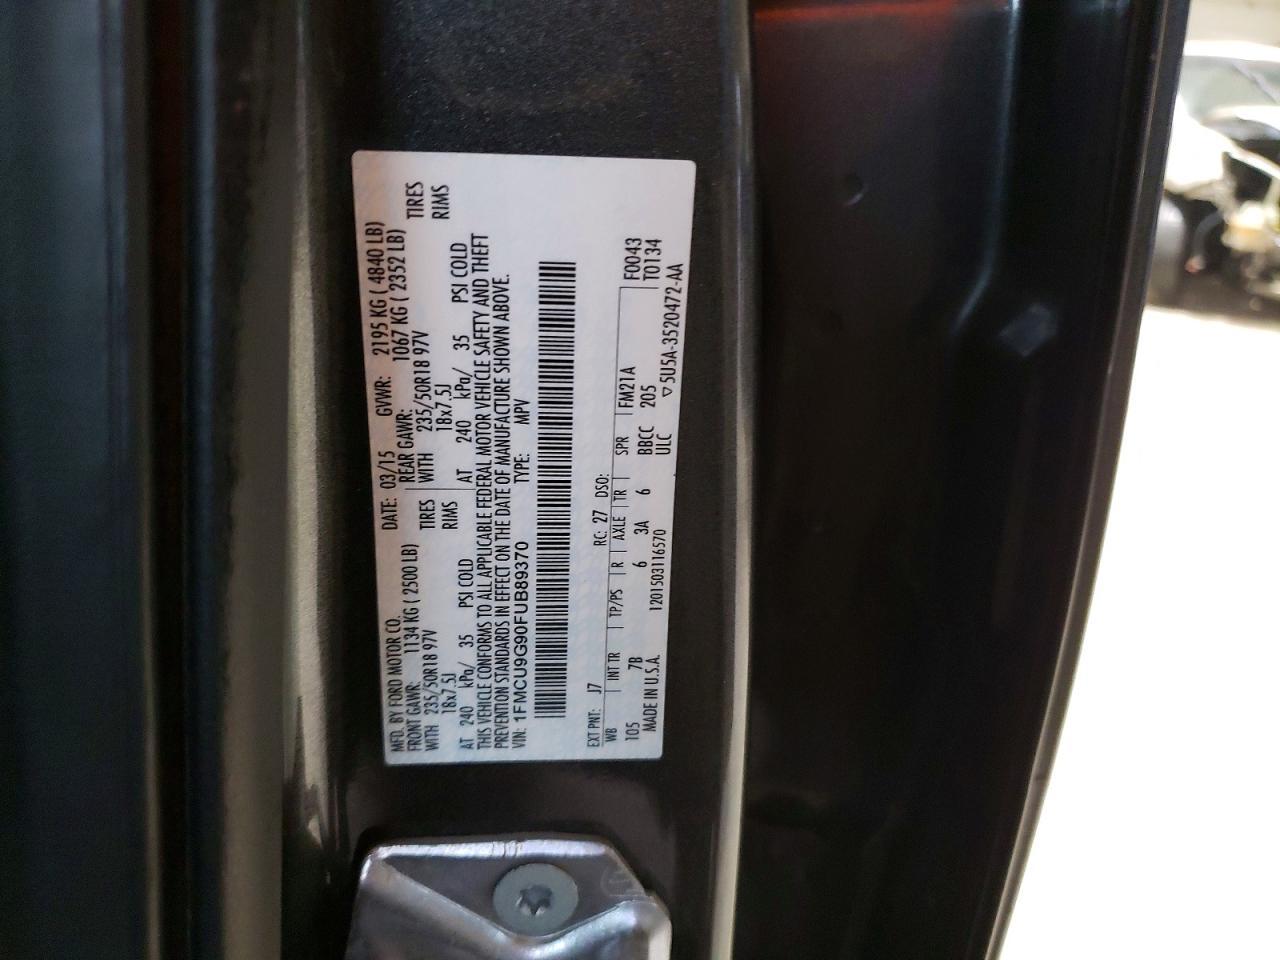 MFD. BY FORD MOTOR CO. DATE: 03/15 GVWR: 2195 KG ( 4840 LB)
FRONT GAWR: 1134 KG ( 2500 LB) REAR GAWR: 1067 KG ( 2352 LB)
WITH 235/50R18 97V TIRES WITH 235/50R18 97V TIRES
18x7.5J RIMS 18x7.5J RIMS
AT 240 kPa/ 35 PSI COLD AT 240 kPa/ 35 PSI COLD
THIS VEHICLE CONFORMS TO ALL APPLICABLE FEDERAL MOTOR VEHICLE SAFETY AND THEFT
PREVENTION STANDARDS IN EFFECT ON THE DATE OF MANUFACTURE SHOWN ABOVE.
VIN: 1FMCU9G90FUB89370 TYPE: MPV
EXT PNT: J7 RC: 27 DSO: F0043
WB INT TR TP/PS R AXLE TR SPR FM21A T0134
105 7B 6 3A 6 BBCC 205
MADE IN U.S.A. 1201503116570 ULC ▽5U5A-3520472-AA